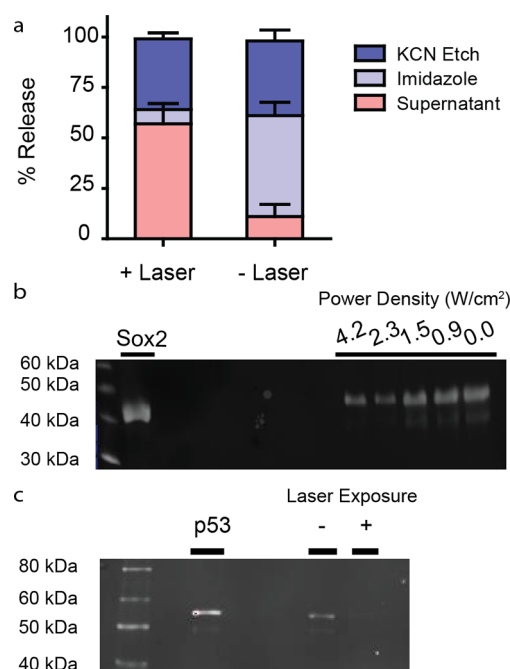 a
100
75
50
25
0
% Release
+ Laser
- Laser
KCN Etch
Imidazole
Supernatant
b
Power Density (W/cm²)
Sox2
4.2 2.3 1.5 0.9 0.0
60 kDa
50 kDa
40 kDa
30 kDa
c
Laser Exposure
p53
- +
80 kDa
60 kDa
50 kDa
40 kDa